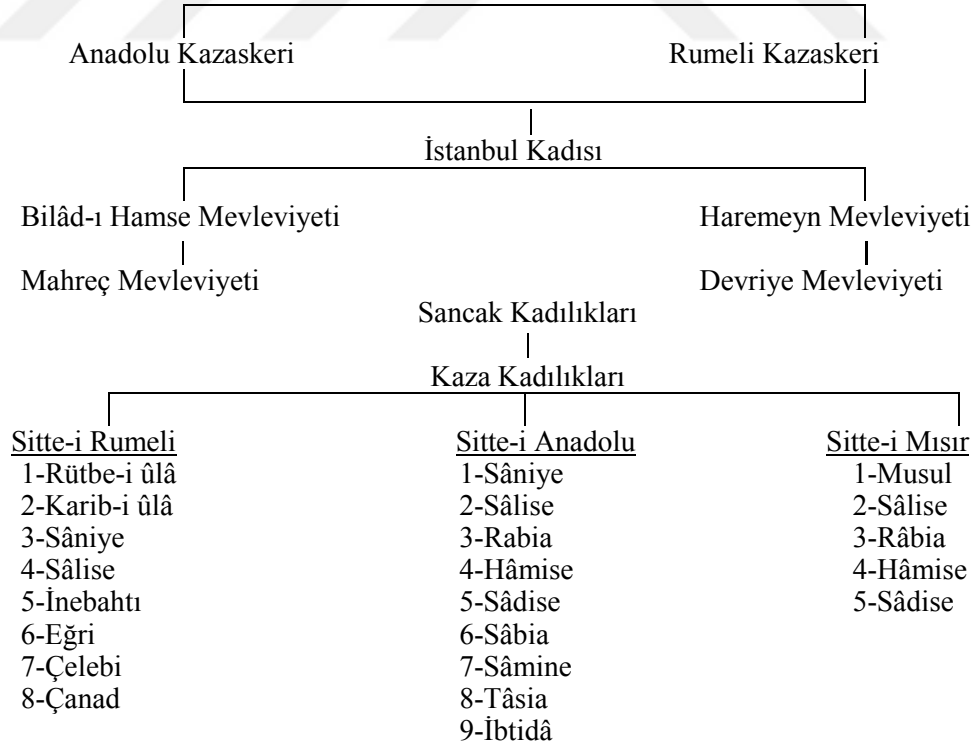 Anadolu Kazaskeri
Rumeli Kazaskeri
İstanbul Kadısı
Bilâd-ı Hamse Mevleviyeti
Haremeyn Mevleviyeti
Mahreç Mevleviyeti
Devriye Mevleviyeti
Sancak Kadılıkları
Kaza Kadılıkları
Sitte-i Rumeli
1-Rütbe-i ûlâ
2-Karib-i ûlâ
3-Sâniye
4-Sâlise
5-İnebahtı
6-Eğri
7-Çelebi
8-Çanad
Sitte-i Anadolu
1-Sâniye
2-Sâlise
3-Rabia
4-Hâmise
5-Sâdise
6-Sâbia
7-Sâmine
8-Tâsia
9-İbtidâ
Sitte-i Mısır
1-Musul
2-Sâlise
3-Râbia
4-Hâmise
5-Sâdise